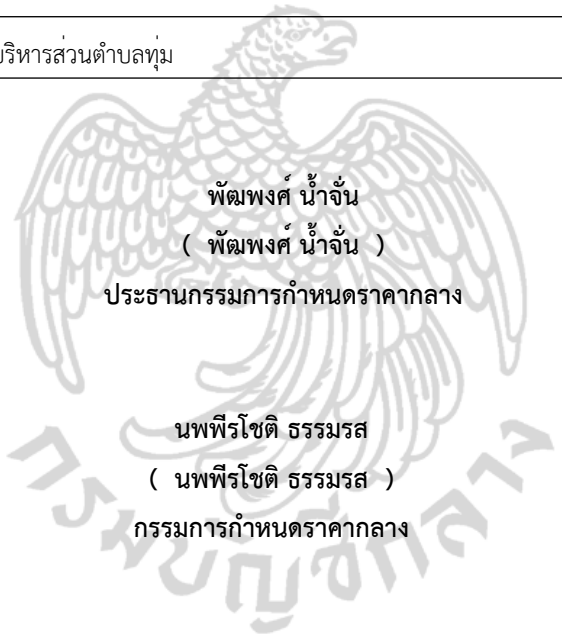 บริหารส่วนตำบลทุ่ม
พัฒพงศ์ น้ำจั่น
( พัฒพงศ์ น้ำจั่น )
ประธานกรรมการกำหนดราคากลาง
นพพีรโชติ ธรรมรส
( นพพีรโชติ ธรรมรส )
กรรมการกำหนดราคากลาง
กรมบัญชีกลาง